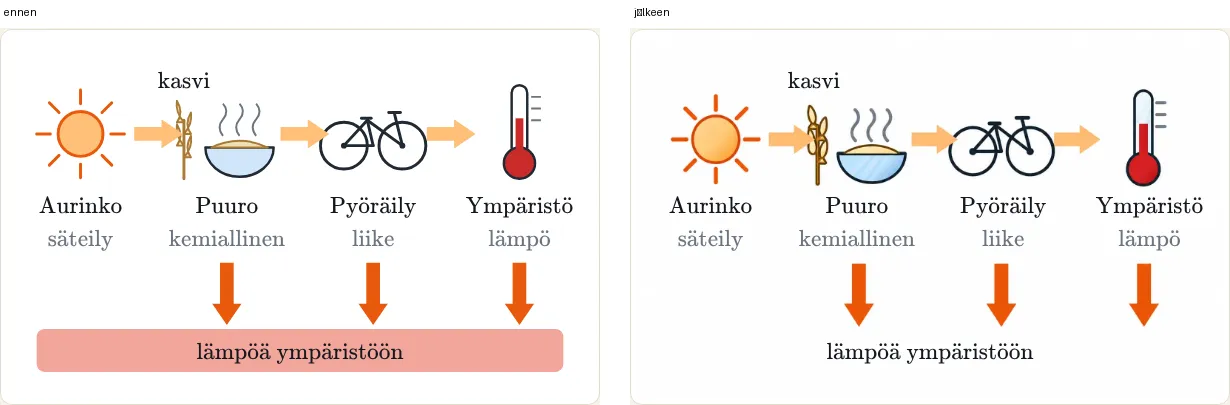 ennen
kasvi
Aurinko Puuro Pyöräily Ympäristö
säteily kemiallinen liike lämpö
lämpöä ympäristöön
kasvi
Aurinko Puuro Pyöräily Ympäristö
säteily kemiallinen liike lämpö
lämpöä ympäristöön